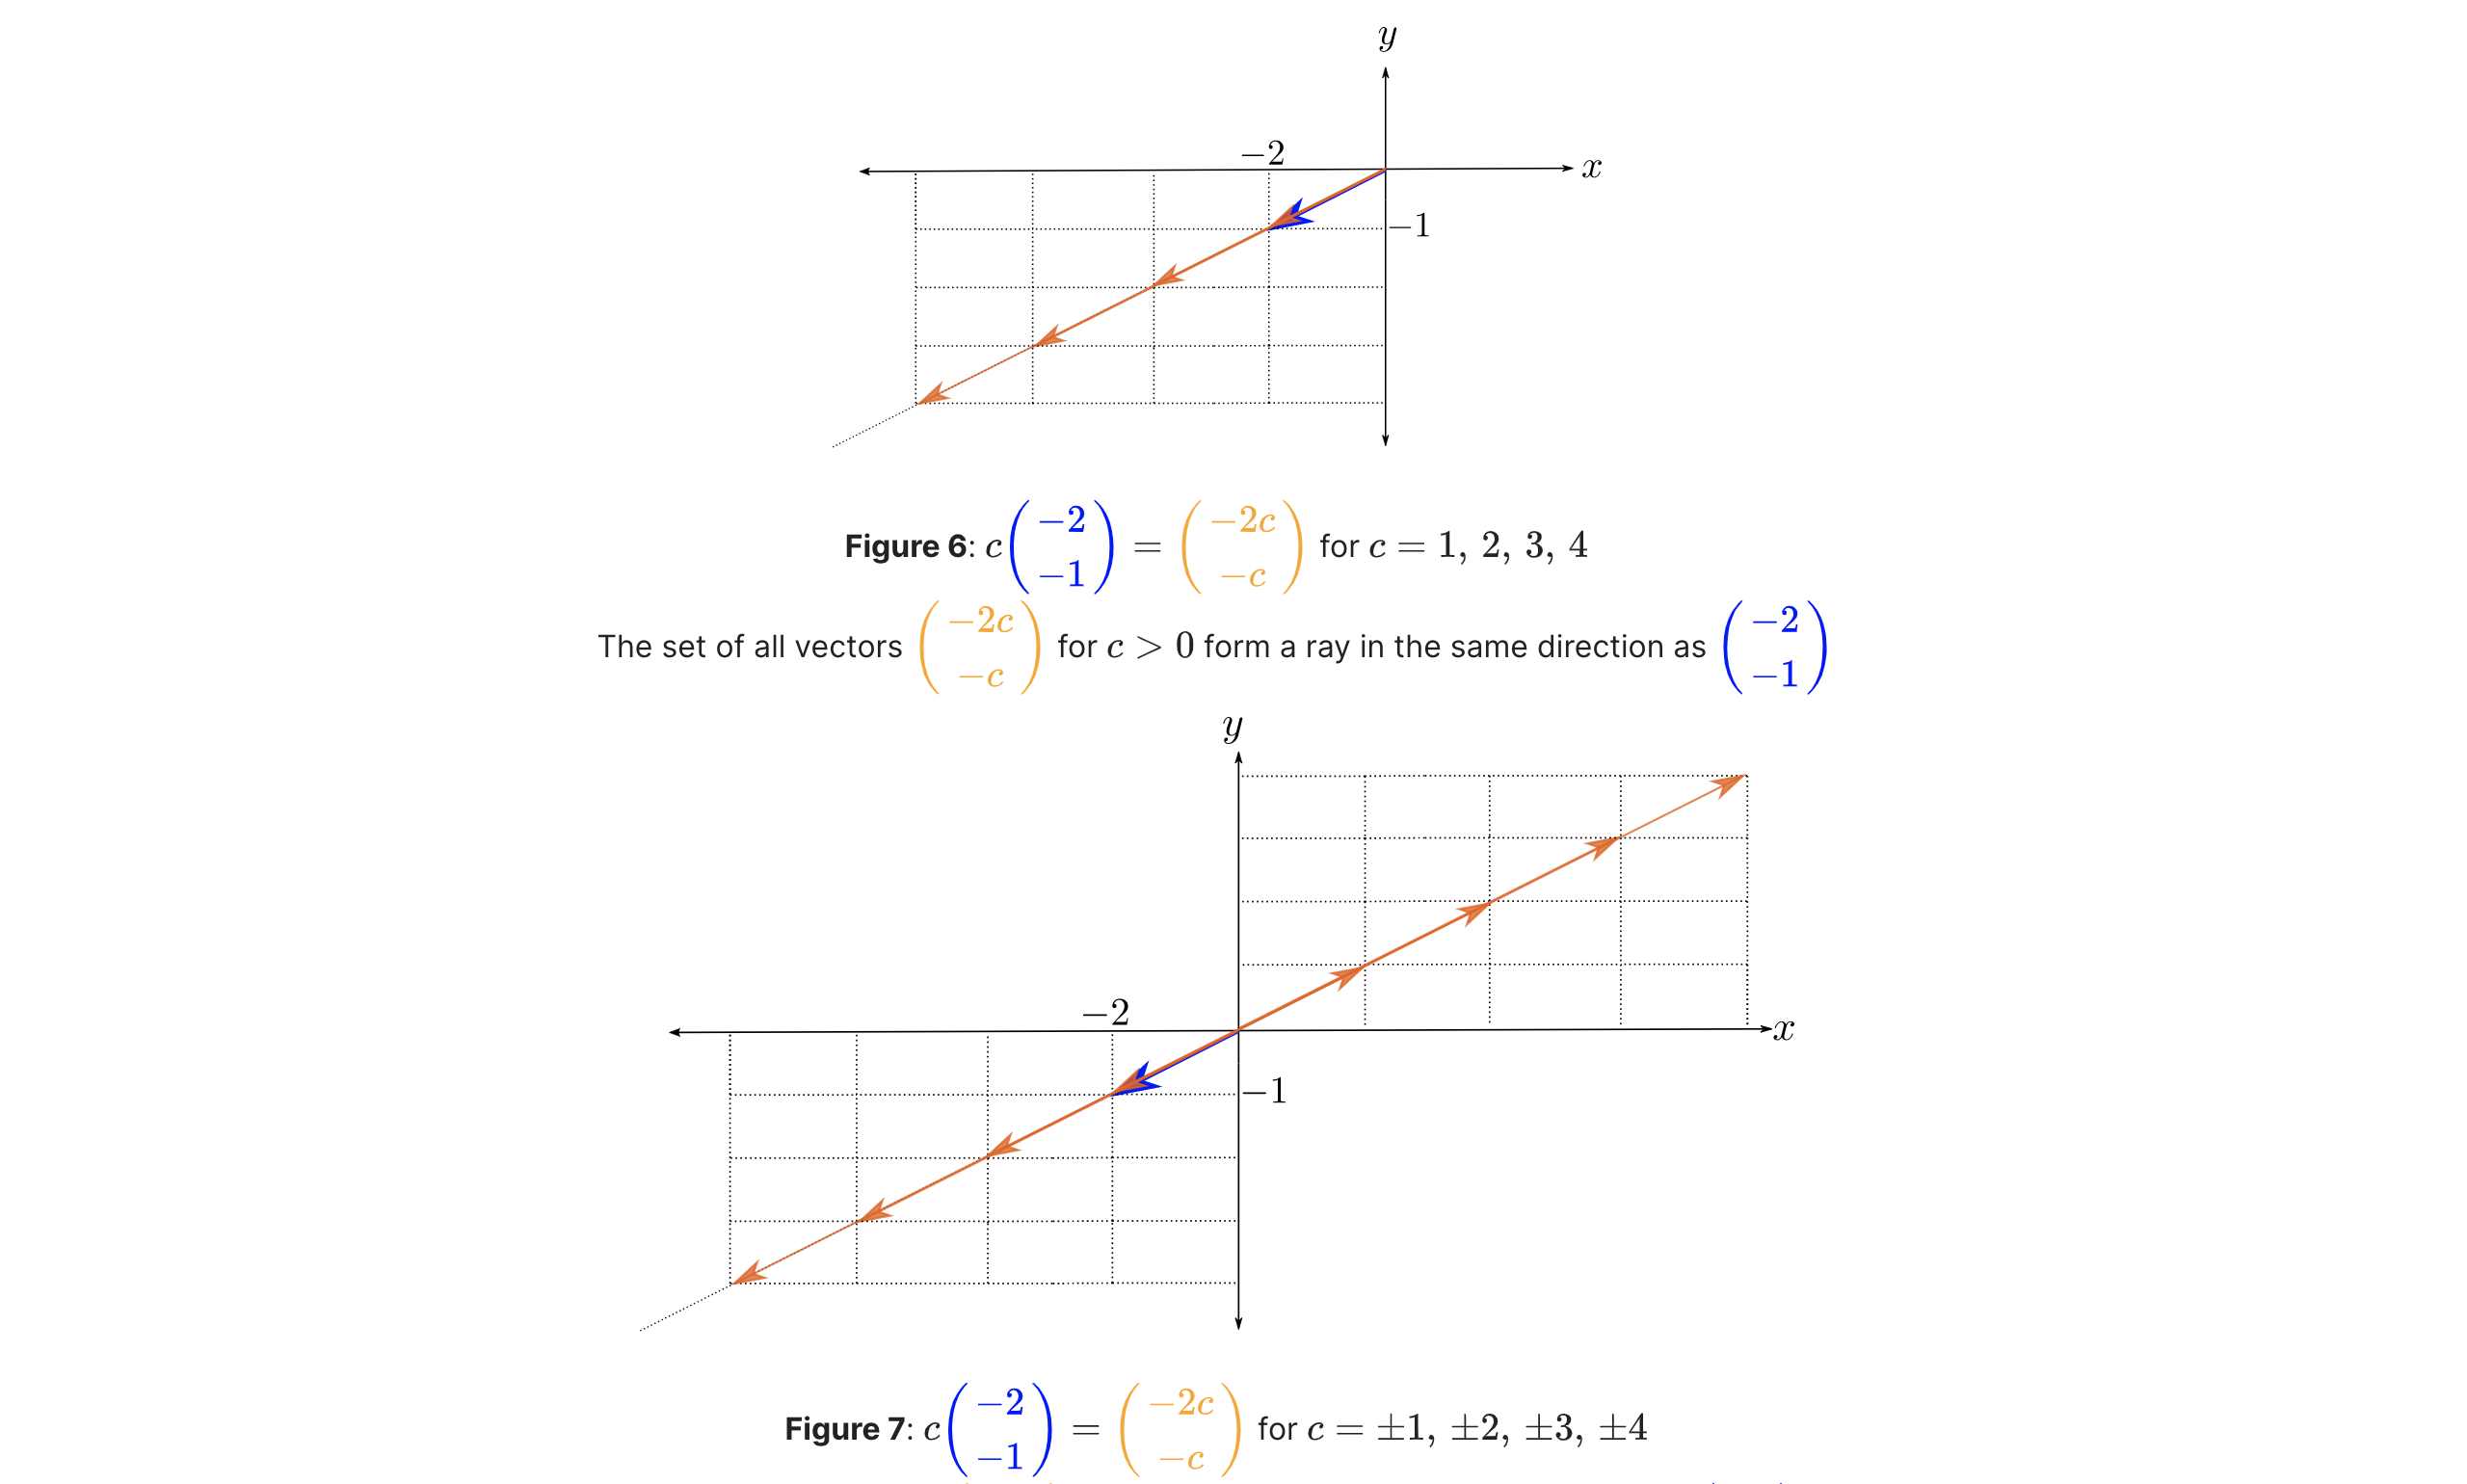 y
−2
x
−1
Figure 6: c(−2 −1) = (−2c −c) for c = 1, 2, 3, 4
The set of all vectors (−2c −c) for c > 0 form a ray in the same direction as (−2 −1)
y
−2
x
−1
Figure 7: c(−2 −1) = (−2c −c) for c = ±1, ±2, ±3, ±4